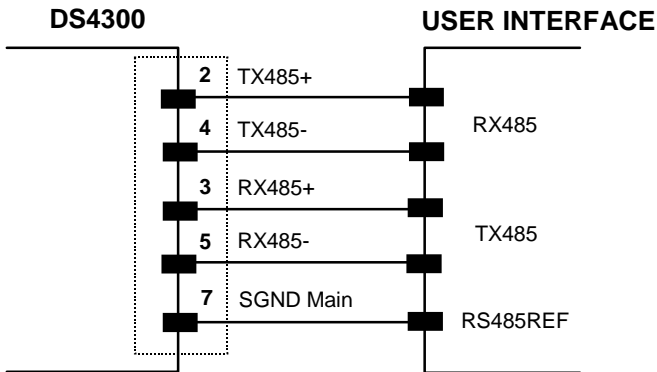 DS4300 USER INTERFACE
2 TX485+
4 TX485- RX485
3 RX485+
5 RX485- TX485
7 SGND Main RS485REF